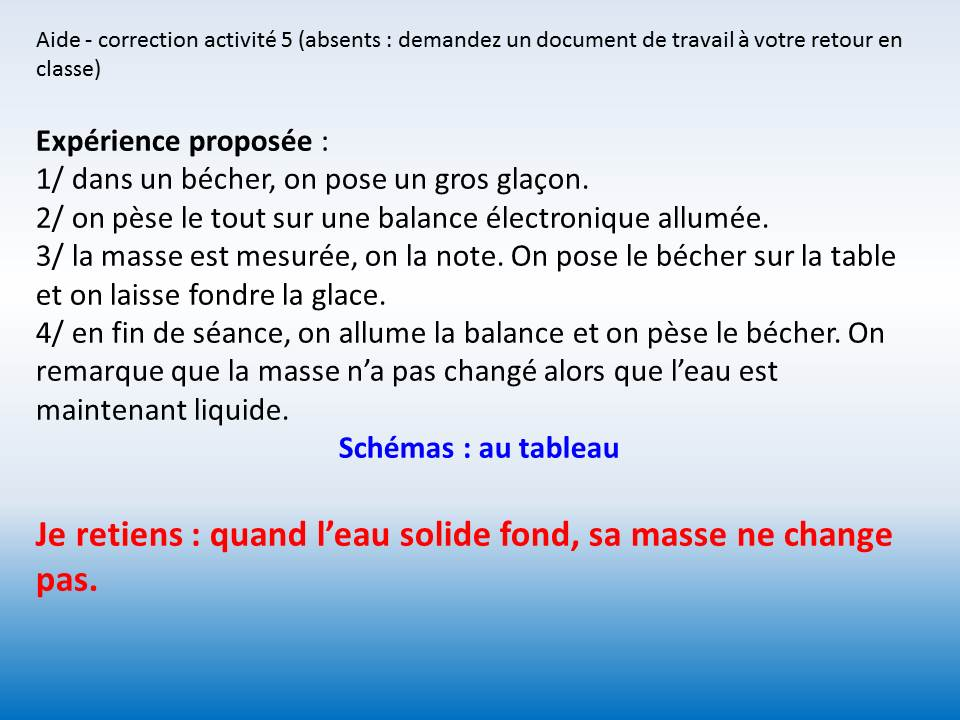 Aide - correction activité 5 (absents : demandez un document de travail à votre retour en
classe)
Expérience proposée :
1/ dans un bécher, on pose un gros glaçon.
2/ on pèse le tout sur une balance électronique allumée.
3/ la masse est mesurée, on la note. On pose le bécher sur la table
et on laisse fondre la glace.
4/ en fin de séance, on allume la balance et on pèse le bécher. On
remarque que la masse n’a pas changé alors que l’eau est
maintenant liquide.
Schémas : au tableau
Je retiens : quand l’eau solide fond, sa masse ne change
pas.